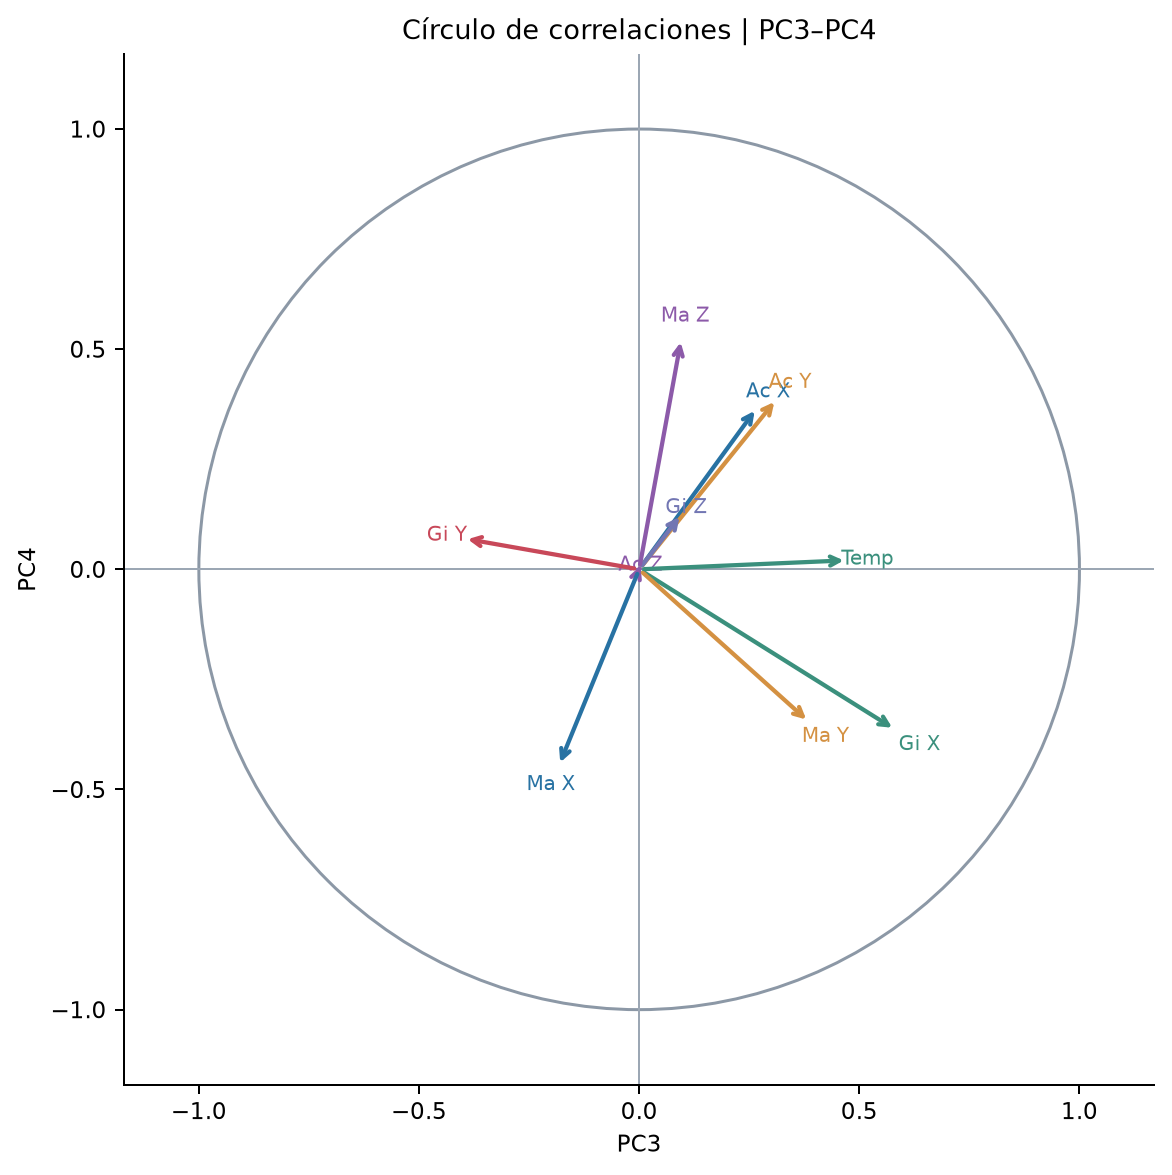 Círculo de correlaciones | PC3–PC4
1.0
0.5
0.0
−0.5
−1.0
PC4
Ma Z
Ac Y
Ac X
Gi Z
Gi Y
Ac Z
Temp
Ma Y
Gi X
Ma X
−1.0
−0.5
0.0
0.5
1.0
PC3